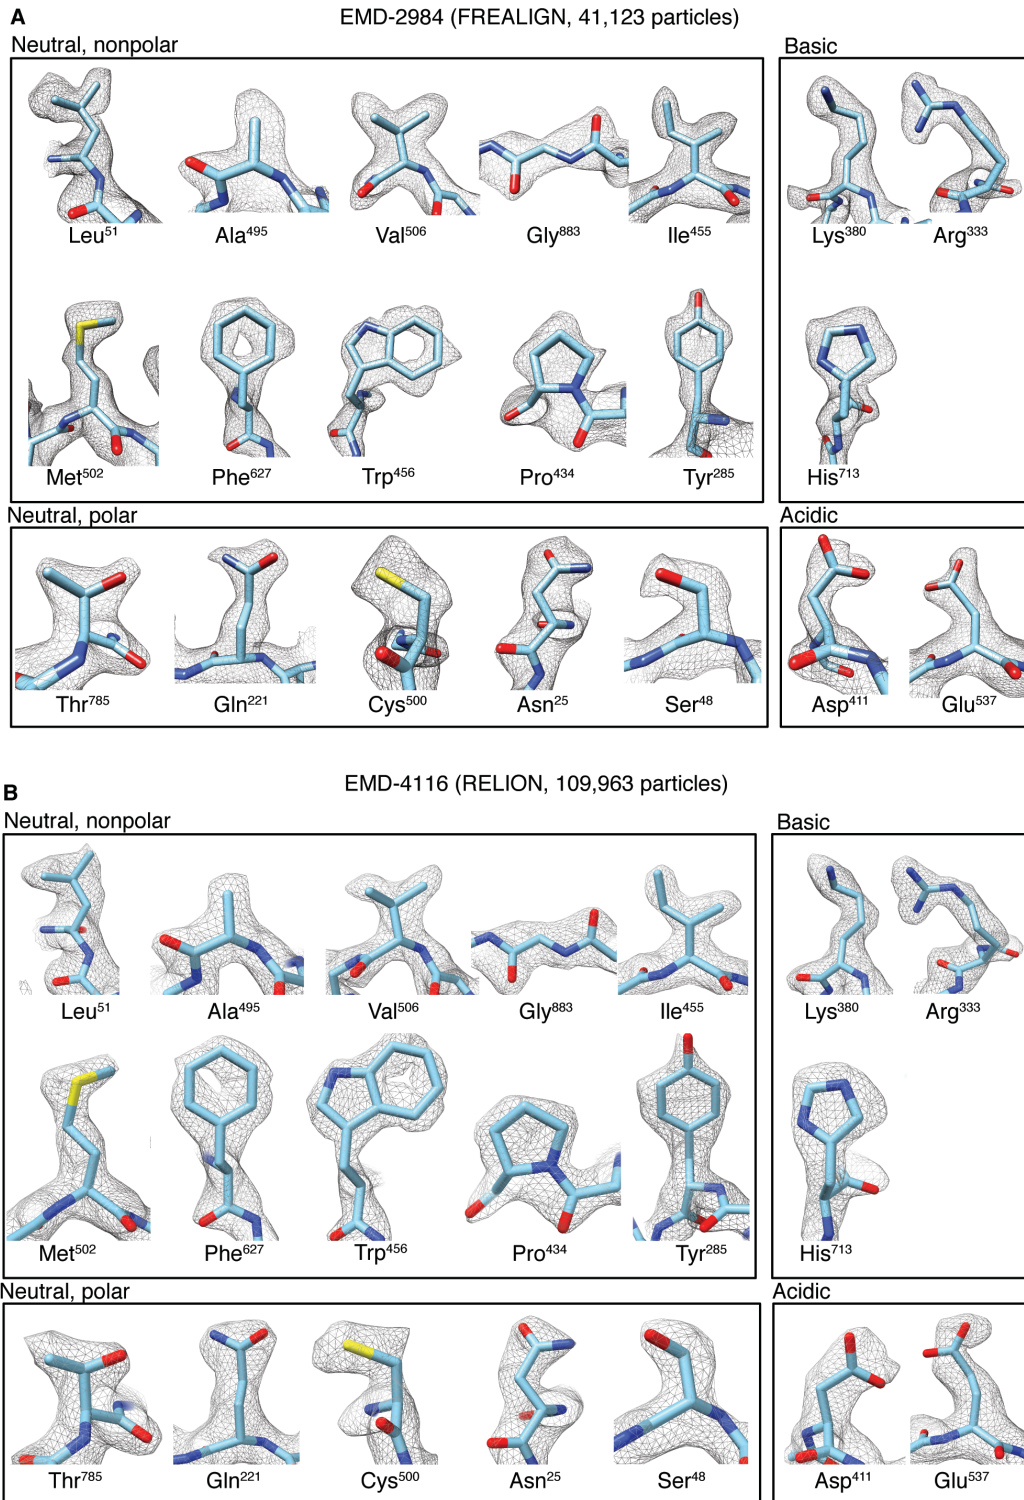 A
EMD-2984 (FREALIGN, 41,123 particles)
Neutral, nonpolar
Basic
Leu51
Ala495
Val506
Gly883
Ile455
Lys380
Arg333
Met502
Phe627
Trp456
Pro434
Tyr285
His713
Neutral, polar
Acidic
Thr785
Gln221
Cys500
Asn25
Ser48
Asp411
Glu537
B
EMD-4116 (RELION, 109,963 particles)
Neutral, nonpolar
Basic
Leu51
Ala495
Val506
Gly883
Ile455
Lys380
Arg333
Met502
Phe627
Trp456
Pro434
Tyr285
His713
Neutral, polar
Acidic
Thr785
Gln221
Cys500
Asn25
Ser48
Asp411
Glu537